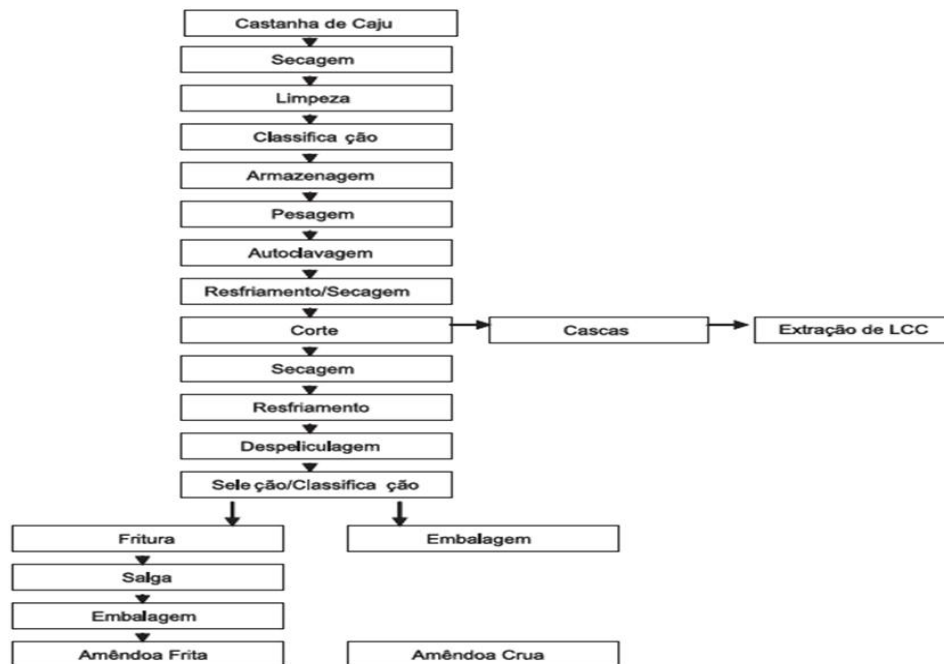 Castanha de Caju
Secagem
Limpeza
Classifica ção
Armazenagem
Pesagem
Autoclavagem
Resfriamento/Secagem
Corte
Cascas
Extração de LCC
Secagem
Resfriamento
Despeliculagem
Sele ção/Classifica ção
Fritura
Embalagem
Salga
Embalagem
Amêndoa Frita
Amêndoa Crua